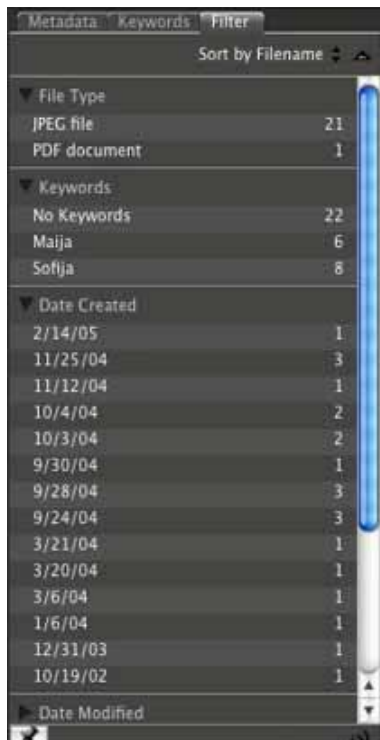 Metadata Keywords Filter
Sort by Filename
File Type
JPEG file 21
PDF document 1
Keywords
No Keywords 22
Maija 6
Sofija 8
Date Created
2/14/05 1
11/25/04 3
11/12/04 1
10/4/04 2
10/3/04 2
9/30/04 1
9/28/04 3
9/24/04 3
3/21/04 1
3/20/04 1
3/6/04 1
1/6/04 1
12/31/03 1
10/19/02 1
Date Modified